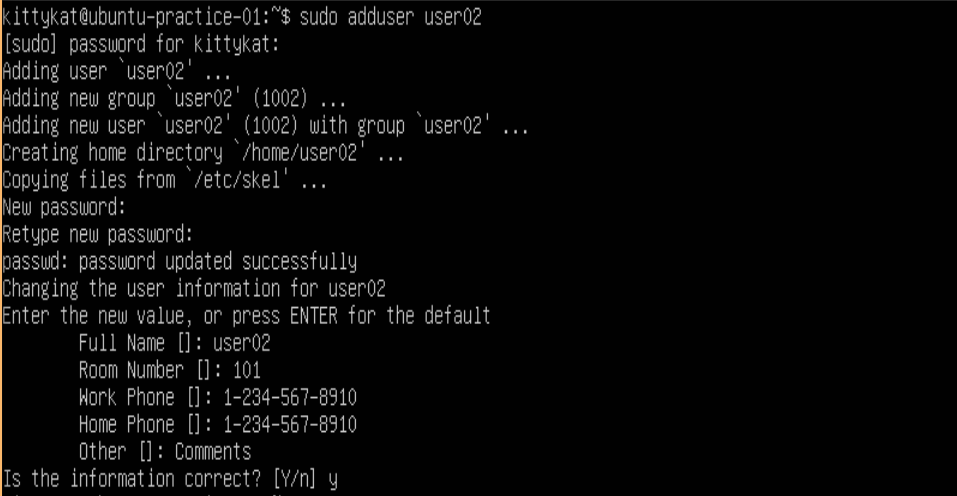 kittykat@ubuntu-practice-01:~$ sudo adduser user02
[sudo] password for kittykat:
Adding user `user02' ...
Adding new group `user02' (1002) ...
Adding new user `user02' (1002) with group `user02' ...
Creating home directory `/home/user02' ...
Copying files from `/etc/skel' ...
New password:
Retype new password:
passwd: password updated successfully
Changing the user information for user02
Enter the new value, or press ENTER for the default
Full Name []: user02
Room Number []: 101
Work Phone []: 1-234-567-8910
Home Phone []: 1-234-567-8910
Other []: Comments
Is the information correct? [Y/n] y